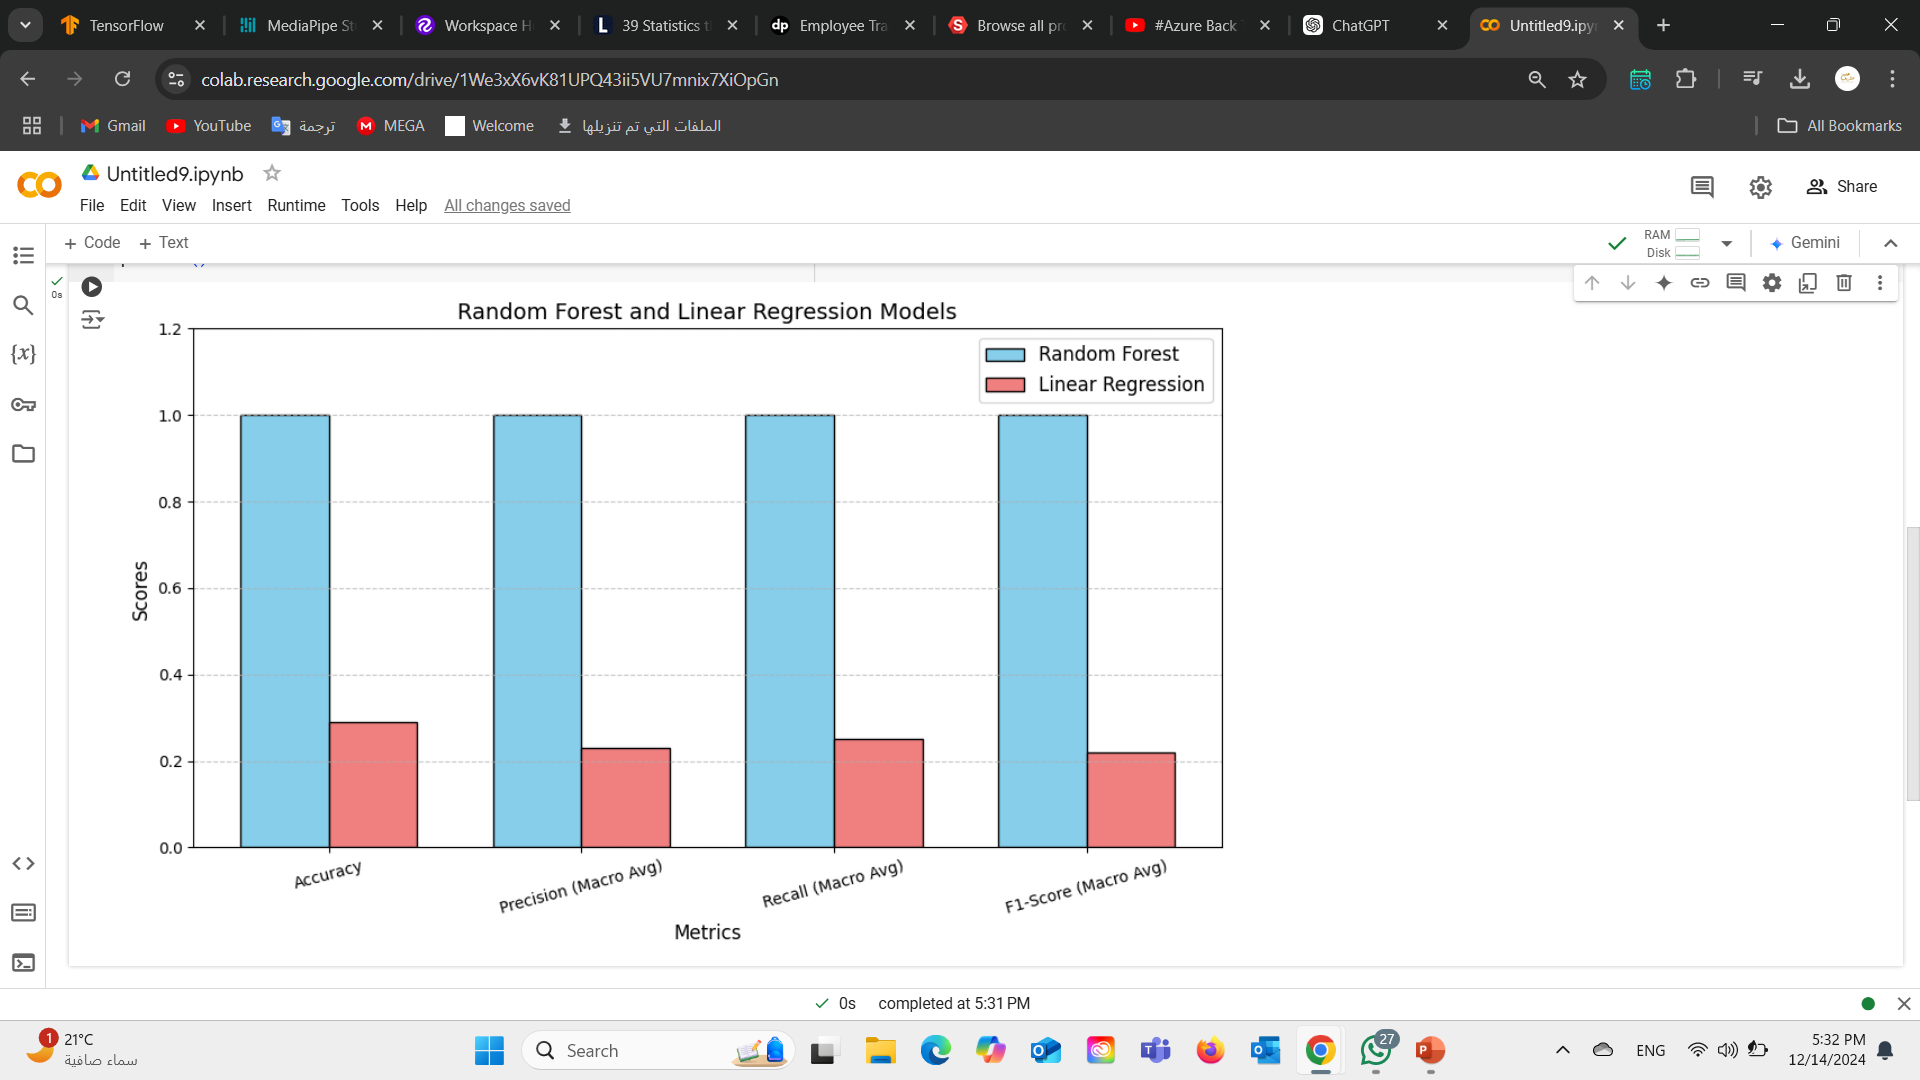 TensorFlow
MediaPipe St
Workspace H
39 Statistics t
dp Employee Tra
Browse all pr
#Azure Back
ChatGPT
Untitled9.ipy
colab.research.google.com/drive/1We3xX6vK81UPQ43ii5VU7mnix7XiOpGn
Gmail
YouTube
ترجمة
MEGA
Welcome
الملفات التي تم تنزيلها
All Bookmarks
Untitled9.ipynb
Share
File Edit View Insert Runtime Tools Help All changes saved
+ Code + Text
RAM
Disk
Gemini
0s
Random Forest and Linear Regression Models
Random Forest
Linear Regression
1.2
1.0
0.8
0.6
0.4
0.2
0.0
Scores
Accuracy
Precision (Macro Avg)
Recall (Macro Avg)
F1-Score (Macro Avg)
Metrics
0s completed at 5:31 PM
1
21°C
سماء صافية
Search
27
ENG
5:32 PM
12/14/2024